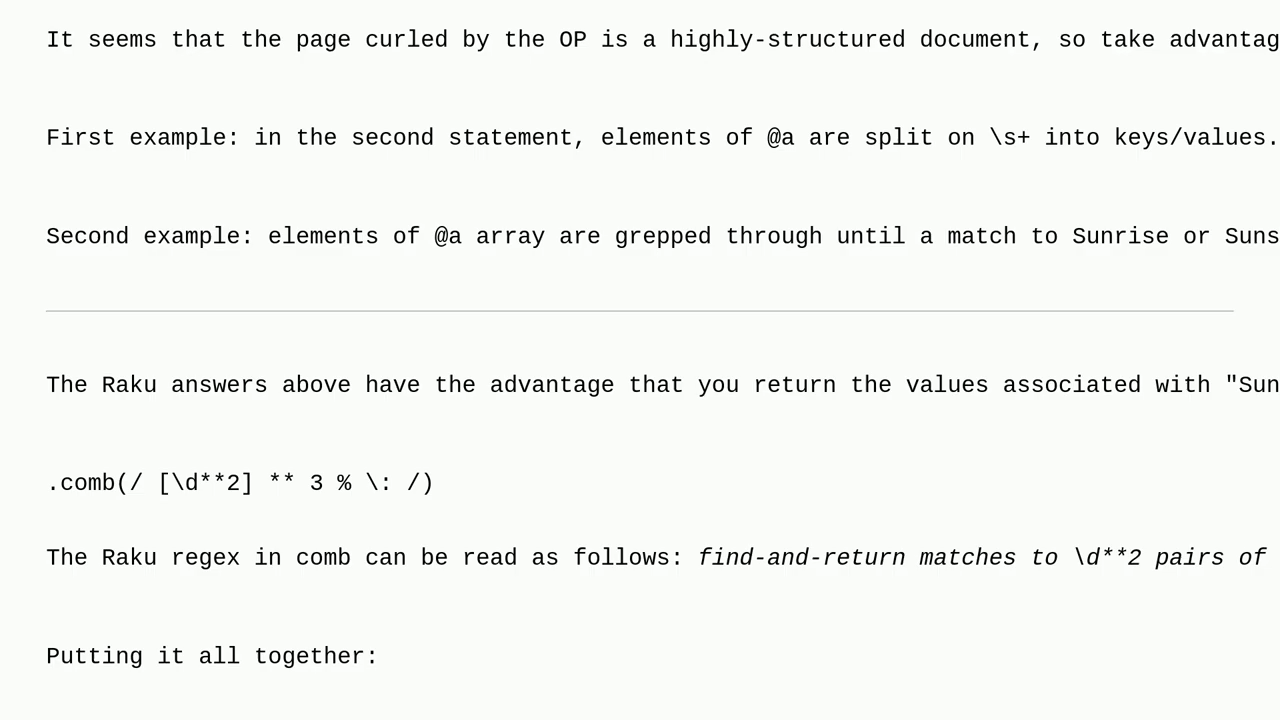 It seems that the page curled by the OP is a highly-structured document, so take advantag
First example: in the second statement, elements of @a are split on \s+ into keys/values.
Second example: elements of @a array are grepped through until a match to Sunrise or Suns
The Raku answers above have the advantage that you return the values associated with "Sun
.comb(/ [\d**2] ** 3 % \: /)
The Raku regex in comb can be read as follows: find-and-return matches to \d**2 pairs of
Putting it all together: